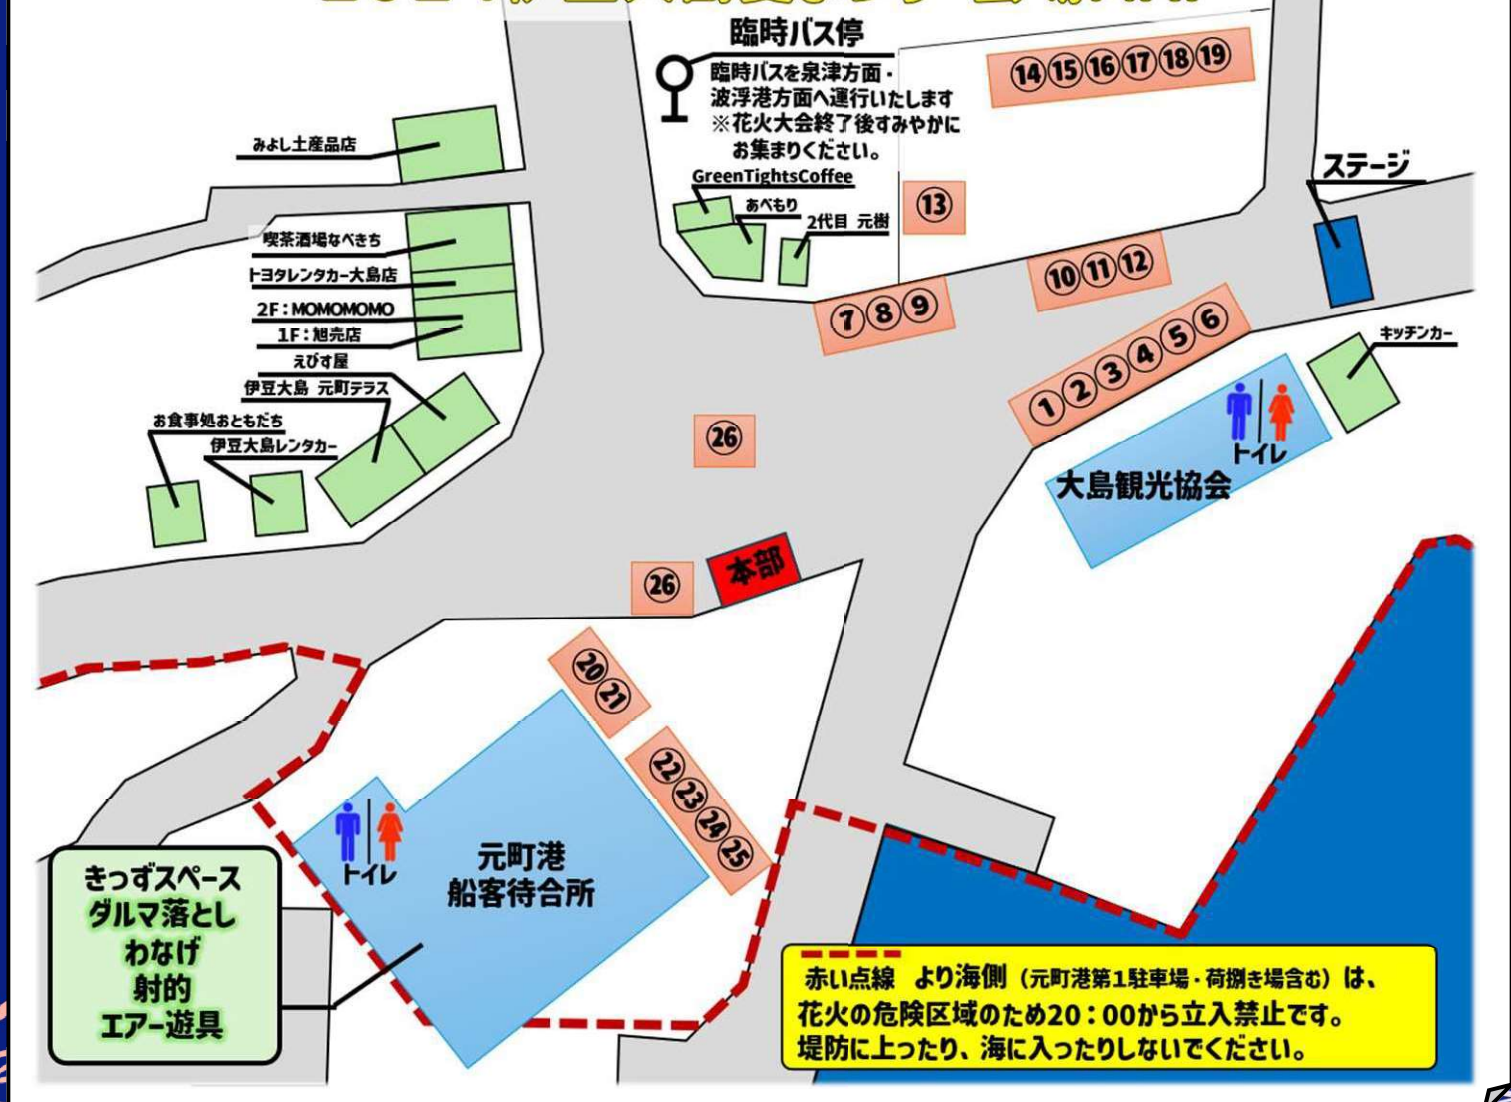 臨時バス停
臨時バスを泉津方面・
波浮港方面へ運行いたします
※花火大会終了後すみやかに
お集まりください。
⑭⑮⑯⑰⑱⑲
みよし土産品店
GreenTightsCoffee
あべもり
2代目 元樹
⑬
ステージ
喫茶酒場なべきち
トヨタレンタカー大島店
2F：MOMOMOMO
1F：旭売店
えびす屋
伊豆大島 元町テラス
お食事処おともだち
伊豆大島レンタカー
⑩⑪⑫
⑦⑧⑨
①②③④⑤⑥
キッチンカー
トイレ
大島観光協会
㉖
本部
㉖
⑳㉑
㉒㉓㉔㉕
トイレ
元町港
船客待合所
きっずスペース
ダルマ落とし
わなげ
射的
エアー遊具
赤い点線 より海側（元町港第1駐車場・荷捌き場含む）は、
花火の危険区域のため20：00から立入禁止です。
堤防に上ったり、海に入ったりしないでください。